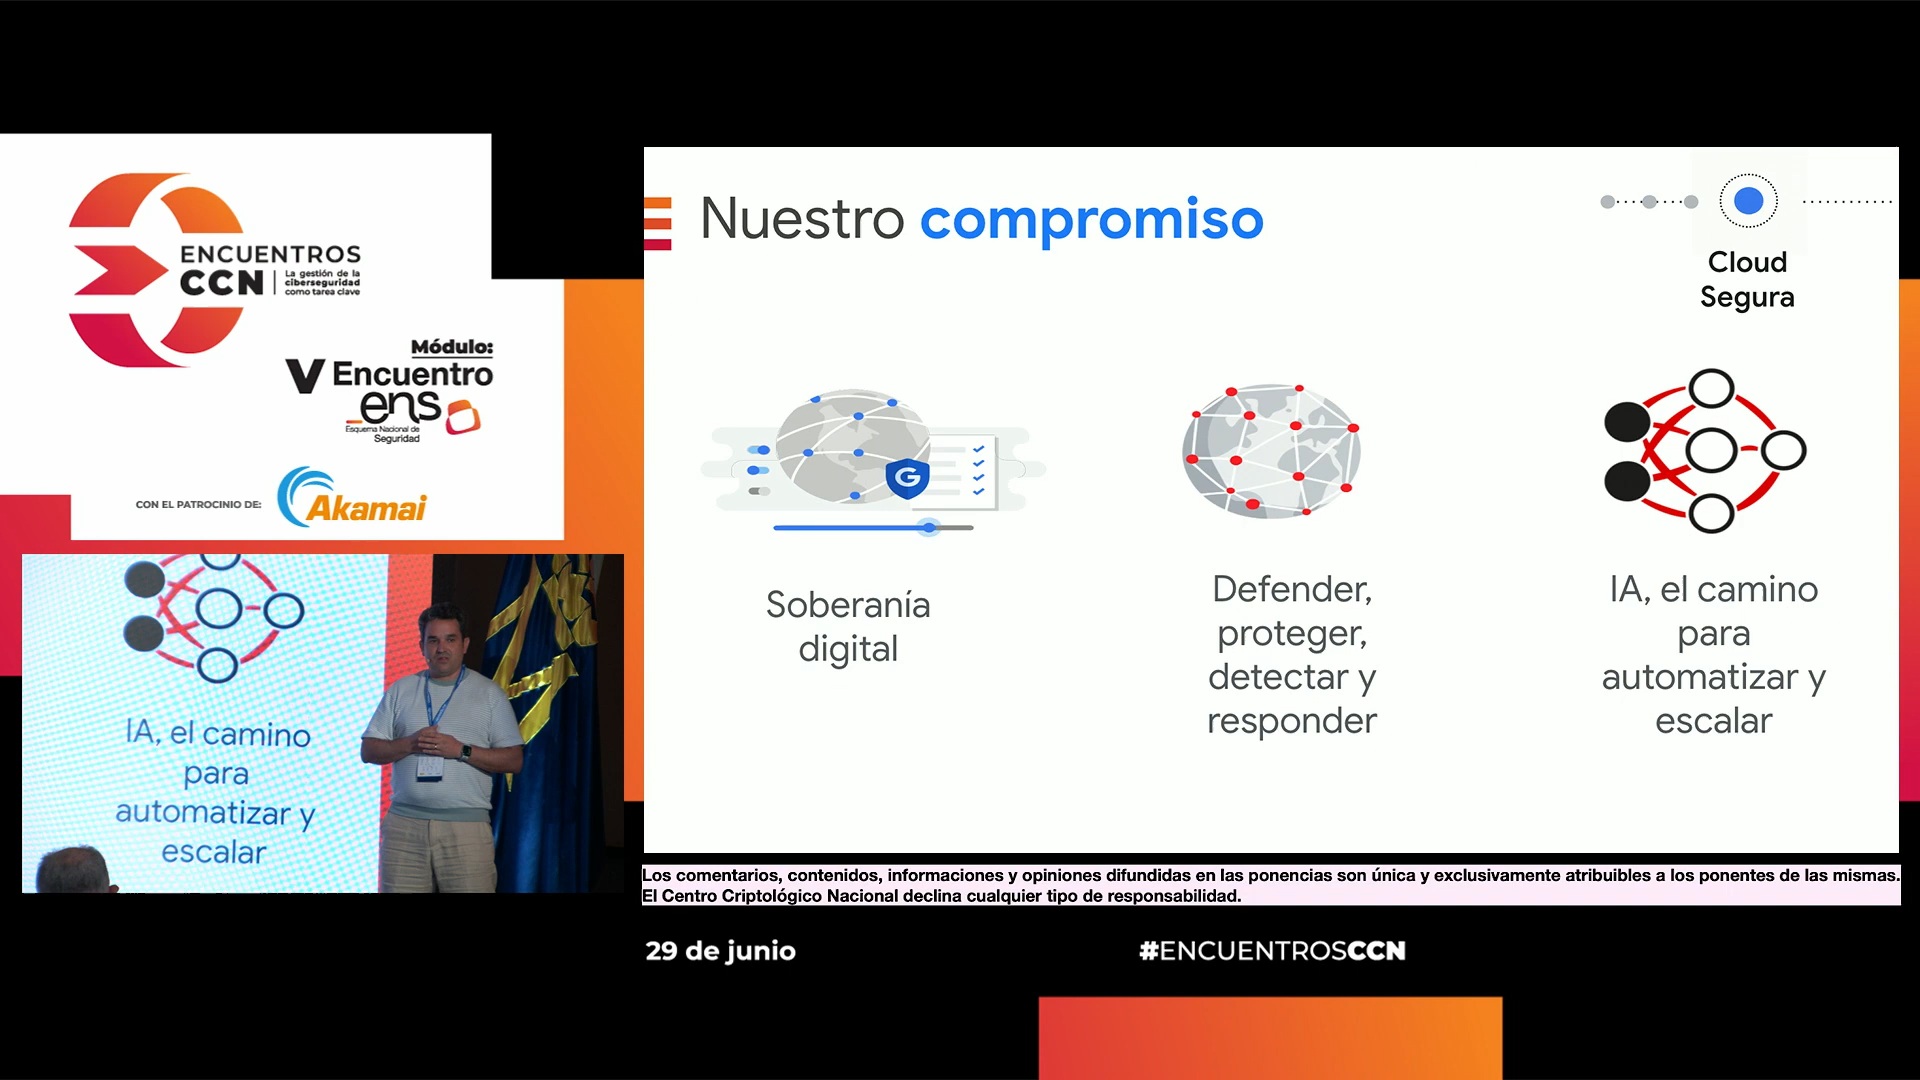 ENCUENTROS
CCN
La gestión de la
ciberseguridad
como tarea clave
Módulo:
V Encuentro
ens
Esquema Nacional de
Seguridad
CON EL PATROCINIO DE:
Akamai
IA, el camino
para
automatizar y
escalar
Nuestro compromiso
Cloud
Segura
G
Soberanía
digital
Defender,
proteger,
detectar y
responder
IA, el camino
para
automatizar y
escalar
Los comentarios, contenidos, informaciones y opiniones difundidas en las ponencias son única y exclusivamente atribuibles a los ponentes de las mismas.
El Centro Criptológico Nacional declina cualquier tipo de responsabilidad.
29 de junio
#ENCUENTROSCCN